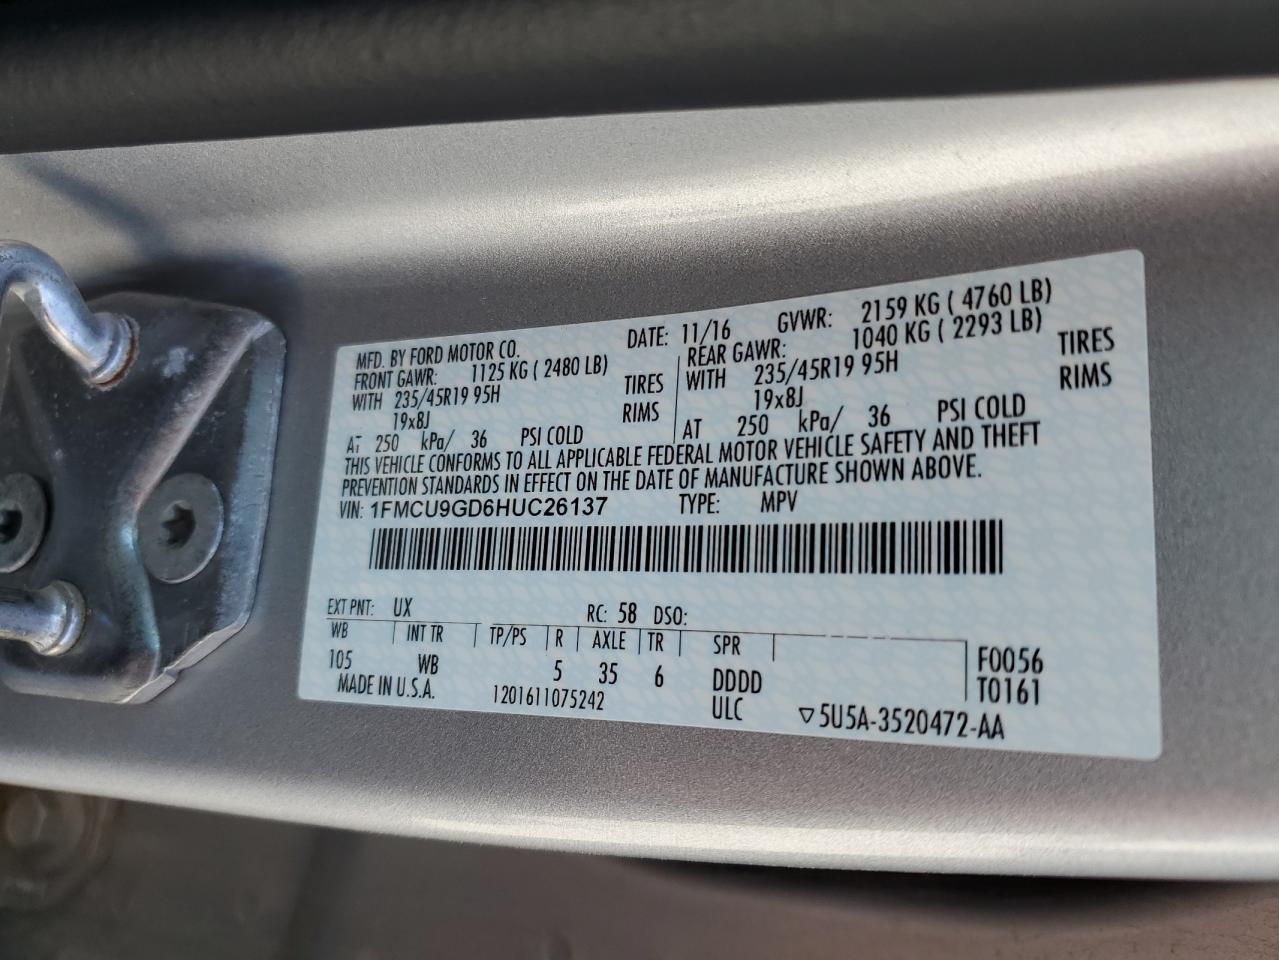 MFD. BY FORD MOTOR CO. DATE: 11/16 GVWR: 2159 KG ( 4760 LB)
FRONT GAWR: 1125 KG ( 2480 LB) REAR GAWR: 1040 KG ( 2293 LB)
WITH 235/45R19 95H TIRES WITH 235/45R19 95H TIRES
19x8J RIMS 19x8J RIMS
AT 250 kPa/ 36 PSI COLD AT 250 kPa/ 36 PSI COLD
THIS VEHICLE CONFORMS TO ALL APPLICABLE FEDERAL MOTOR VEHICLE SAFETY AND THEFT
PREVENTION STANDARDS IN EFFECT ON THE DATE OF MANUFACTURE SHOWN ABOVE.
VIN: 1FMCU9GD6HUC26137 TYPE: MPV
EXT PNT: UX RC: 58 DSO:
WB INT TR TP/PS R AXLE TR SPR
105 WB 5 35 6 DDDD F0056
T0161
MADE IN U.S.A. 1201611075242 ULC ▽5U5A-3520472-AA